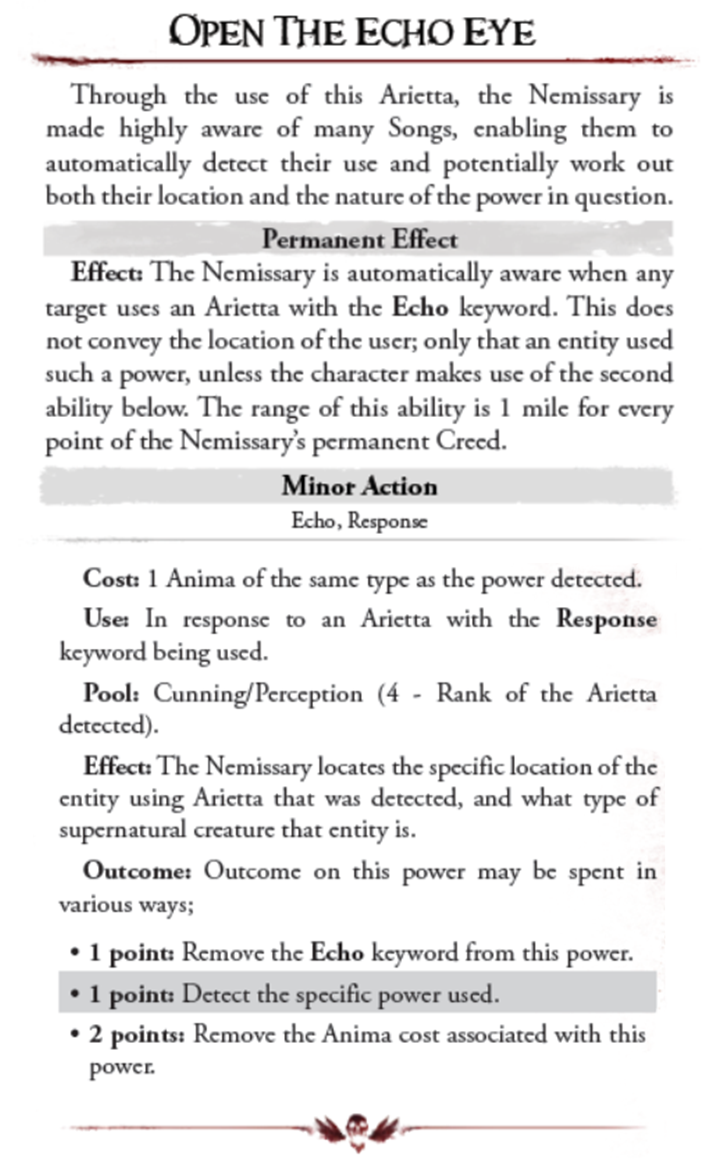 OPEN THE ECHO EYE
Through the use of this Arietta, the Nemissary is
made highly aware of many Songs, enabling them to
automatically detect their use and potentially work out
both their location and the nature of the power in question.
Permanent Effect
Effect: The Nemissary is automatically aware when any
target uses an Arietta with the Echo keyword. This does
not convey the location of the user; only that an entity used
such a power, unless the character makes use of the second
ability below. The range of this ability is 1 mile for every
point of the Nemissary's permanent Creed.
Minor Action
Echo, Response
Cost: 1 Anima of the same type as the power detected.
Use: In response to an Arietta with the Response
keyword being used.
Pool: Cunning/Perception (4 - Rank of the Arietta
detected).
Effect: The Nemissary locates the specific location of the
entity using Arietta that was detected, and what type of
supernatural creature that entity is.
Outcome: Outcome on this power may be spent in
various ways;
• 1 point: Remove the Echo keyword from this power.
• 1 point: Detect the specific power used.
• 2 points: Remove the Anima cost associated with this
power.